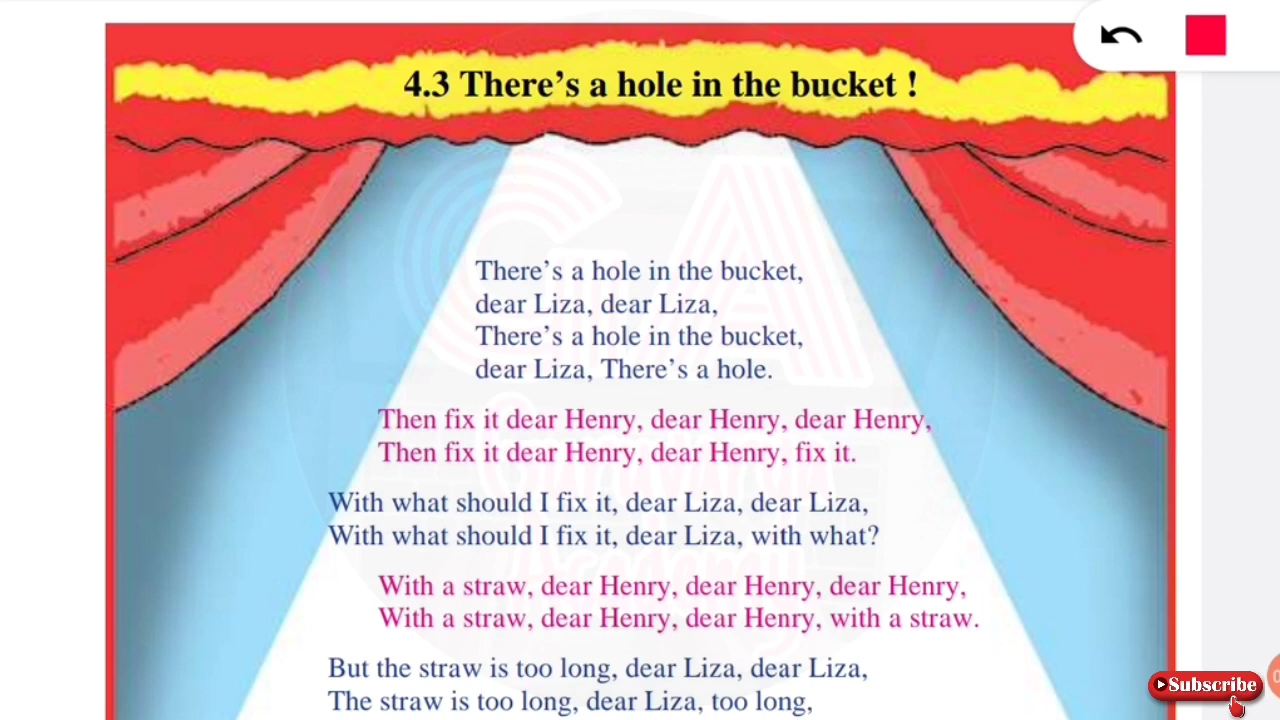 4.3 There's a hole in the bucket !
There's a hole in the bucket,
dear Liza, dear Liza,
There's a hole in the bucket,
dear Liza, There's a hole.
Then fix it dear Henry, dear Henry, dear Henry,
Then fix it dear Henry, dear Henry, fix it.
With what should I fix it, dear Liza, dear Liza,
With what should I fix it, dear Liza, with what?
With a straw, dear Henry, dear Henry, dear Henry,
With a straw, dear Henry, dear Henry, with a straw.
But the straw is too long, dear Liza, dear Liza,
The straw is too long, dear Liza, too long,
Subscribe